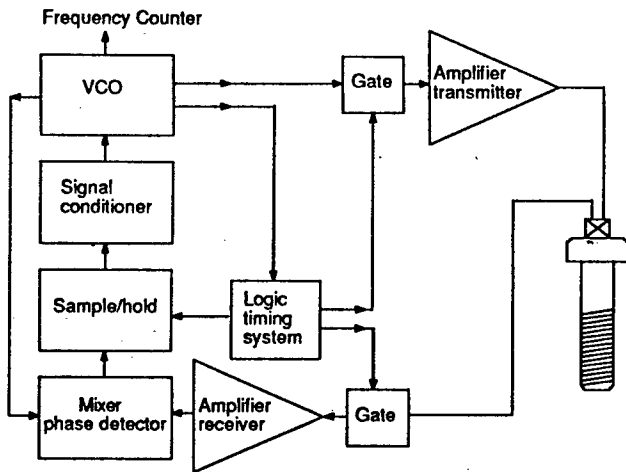 Frequency Counter
VCO
Gate
Amplifier
transmitter
Signal
conditioner
Sample/hold
Logic
timing
system
Mixer
phase detector
Amplifier
receiver
Gate